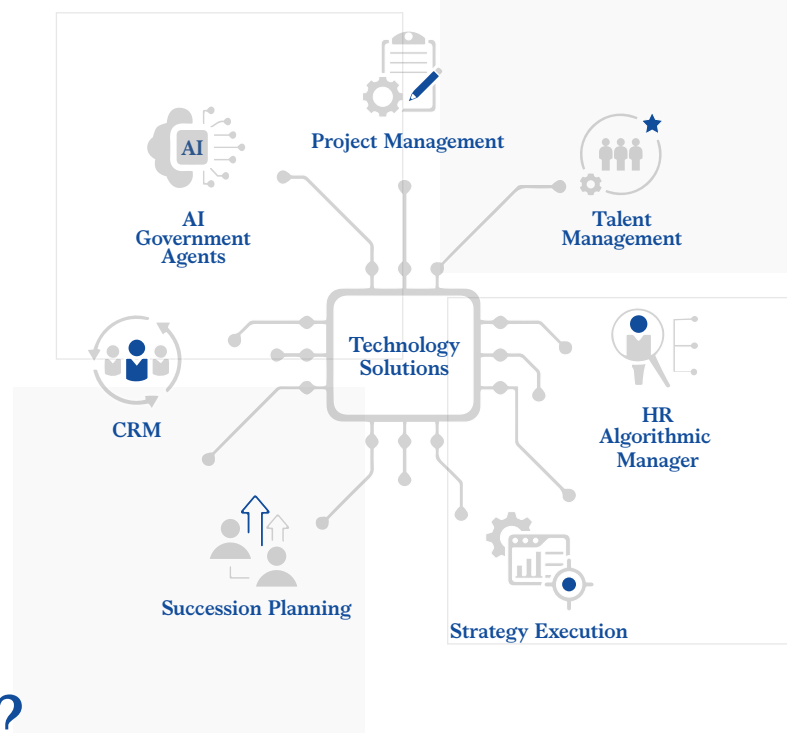 Project Management
AI
AI
Government
Agents
Talent
Management
Technology
Solutions
CRM
HR
Algorithmic
Manager
Succession Planning
Strategy Execution
?